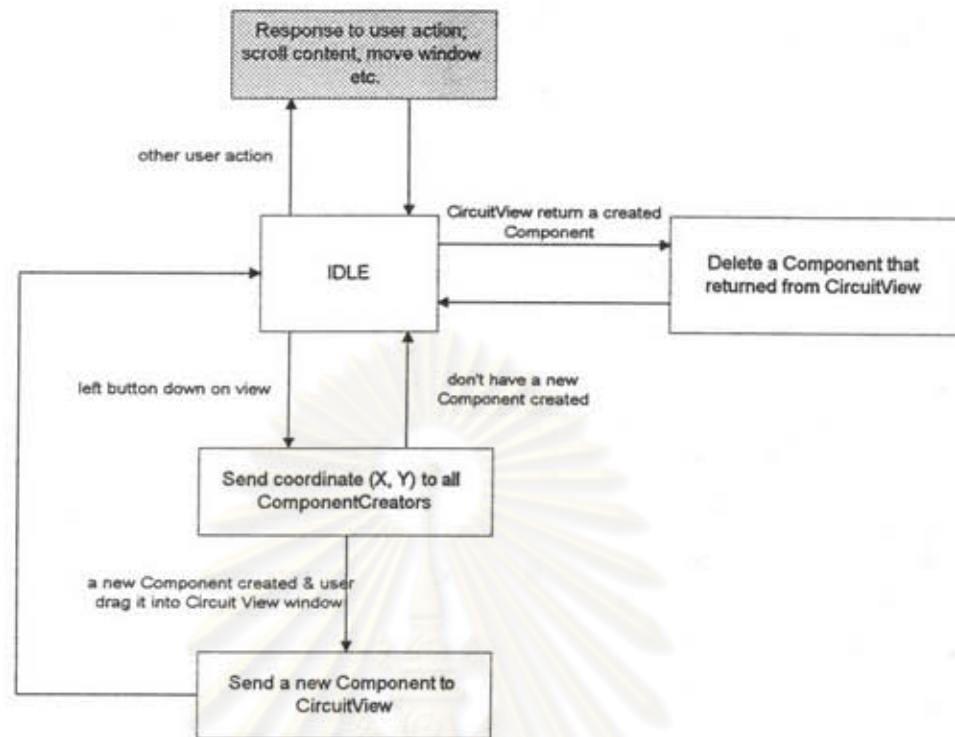 Response to user action;
scroll content, move window
etc.
other user action
CircuitView return a created
Component
IDLE
Delete a Component that
returned from CircuitView
left button down on view
don't have a new
Component created
Send coordinate (X, Y) to all
ComponentCreators
a new Component created & user
drag it into Circuit View window
Send a new Component to
CircuitView